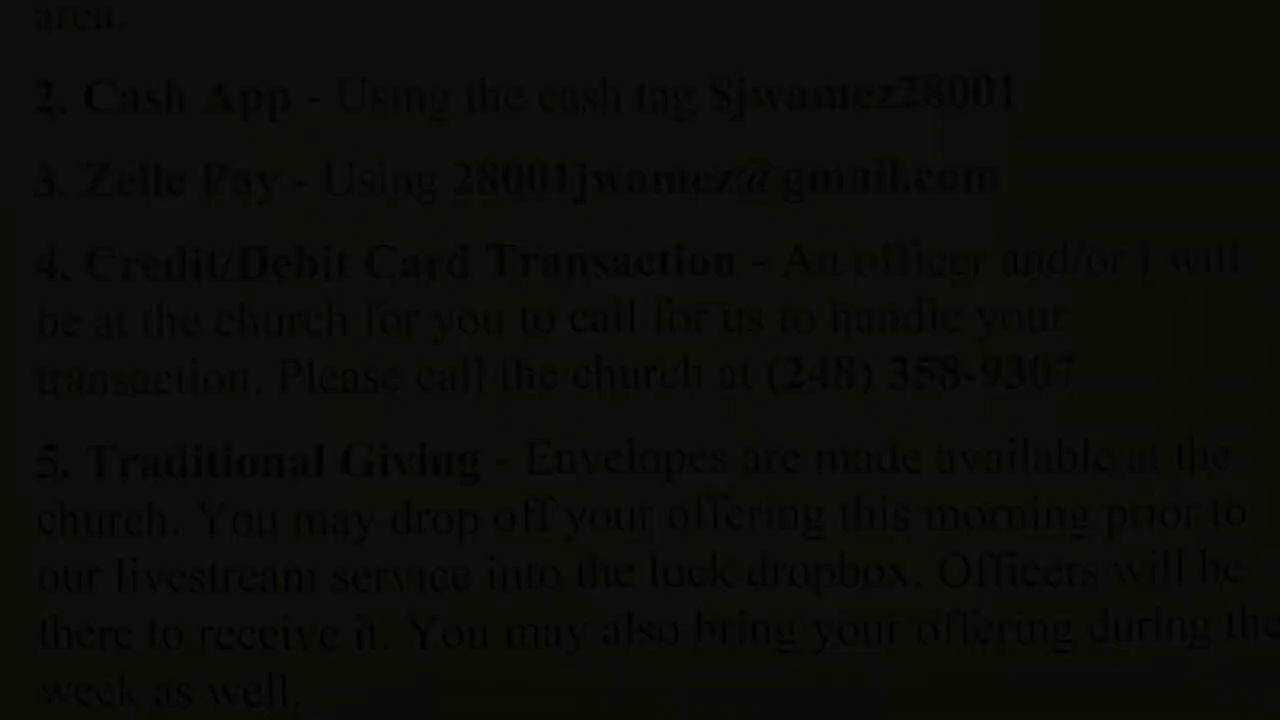 area.
2. Cash App - Using the cash tag $jwamez28001
3. Zelle Pay - Using 28001jwamez@gmail.com
4. Credit/Debit Card Transaction - An officer and/or I will
be at the church for you to call for us to handle your
transaction. Please call the church at (248) 358-9307
5. Traditional Giving - Envelopes are made available at the
church. You may drop off your offering this morning prior to
our livestream service into the lock dropbox. Officers will be
there to receive it. You may also bring your offering during the
week as well.